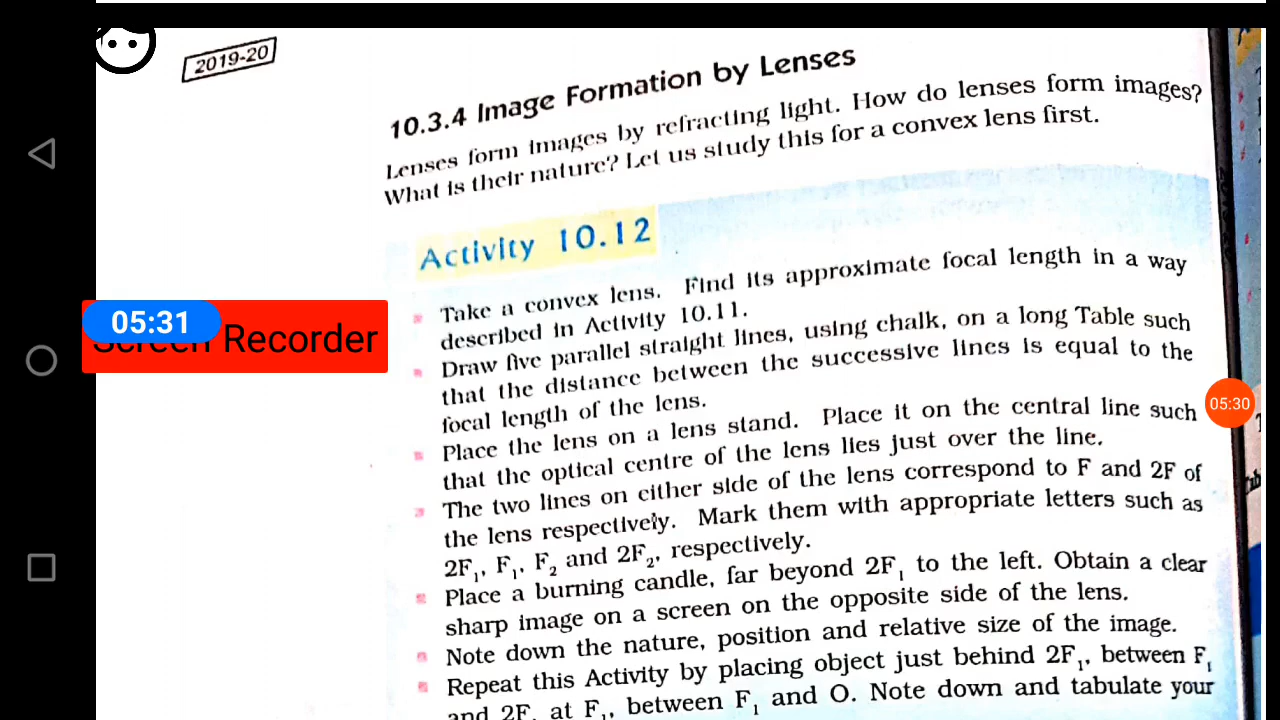 2019-20
10.3.4 Image Formation by Lenses
Lenses form images by refracting light. How do lenses form images?
What is their nature? Let us study this for a convex lens first.
Activity 10.12
Take a convex lens. Find its approximate focal length in a way
described in Activity 10.11.
Draw five parallel straight lines, using chalk, on a long Table such
that the distance between the successive lines is equal to the
focal length of the lens.
Place the lens on a lens stand. Place it on the central line such
that the optical centre of the lens lies just over the line.
The two lines on either side of the lens correspond to F and 2F of
the lens respectively. Mark them with appropriate letters such as
2F₁, F₁, F₂ and 2F₂, respectively.
Place a burning candle, far beyond 2F₁ to the left. Obtain a clear
sharp image on a screen on the opposite side of the lens.
Note down the nature, position and relative size of the image.
Repeat this Activity by placing object just behind 2F₁, between F₁
and 2F at F₁, between F₁ and O. Note down and tabulate your
05:31
Screen Recorder
05:30